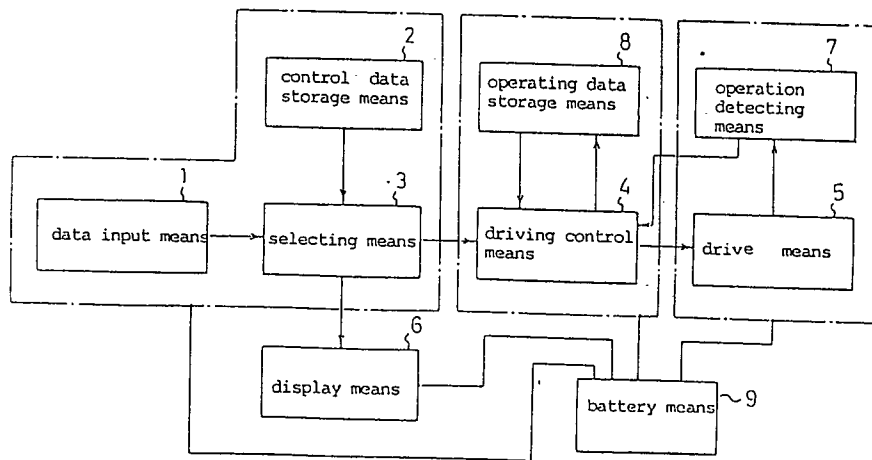 2
control data
storage means
8
operating data
storage means
7
operation
detecting
means
1
data input means
3
selecting means
4
driving control
means
5
drive means
6
display means
battery means
9